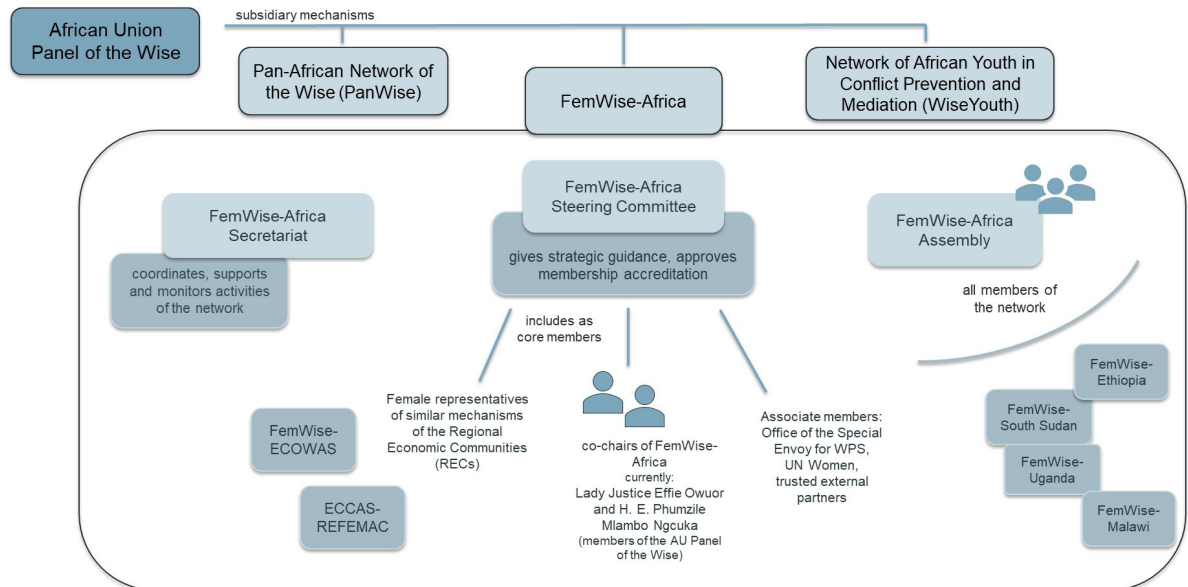 African Union
Panel of the Wise
subsidiary mechanisms
Pan-African Network of
the Wise (PanWise)
FemWise-Africa
Network of African Youth in
Conflict Prevention and
Mediation (WiseYouth)
FemWise-Africa
Secretariat
coordinates, supports
and monitors activities
of the network
FemWise-Africa
Steering Committee
gives strategic guidance, approves
membership accreditation
FemWise-Africa
Assembly
all members of
the network
includes as
core members
Female representatives
of similar mechanisms
of the Regional
Economic Communities
(RECs)
co-chairs of FemWise-
Africa
currently:
Lady Justice Effie Owuor
and H. E. Phumzile
Mlambo Ngcuka
(members of the AU Panel
of the Wise)
Associate members:
Office of the Special
Envoy for WPS,
UN Women,
trusted external
partners
FemWise-
ECOWAS
ECCAS-
REFEMAC
FemWise-
Ethiopia
FemWise-
South Sudan
FemWise-
Uganda
FemWise-
Malawi